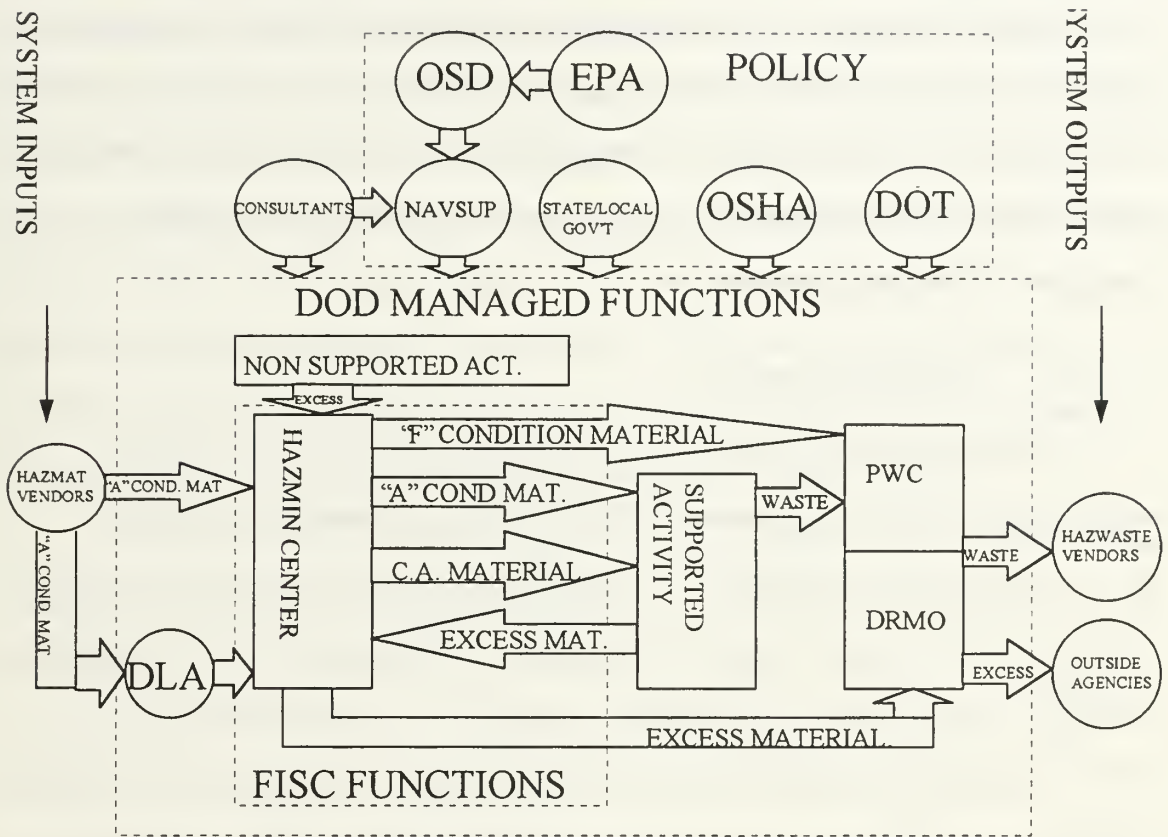 SYSTEM INPUTS
YSTEM OUTPUTS
POLICY
OSD
EPA
CONSULTANTS
NAVSUP
STATE/LOCAL
GOV'T
OSHA
DOT
DOD MANAGED FUNCTIONS
NON SUPPORTED ACT.
EXCESS
HAZMIN CENTER
"F" CONDITION MATERIAL
HAZMAT
VENDORS
"A" COND. MAT
"A" COND MAT.
SUPPORTED
ACTIVITY
WASTE
PWC
C.A. MATERIAL
WASTE
HAZWASTE
VENDORS
"A" COND. MAT
EXCESS MAT.
DRMO
DLA
EXCESS
OUTSIDE
AGENCIES
EXCESS MATERIAL.
FISC FUNCTIONS